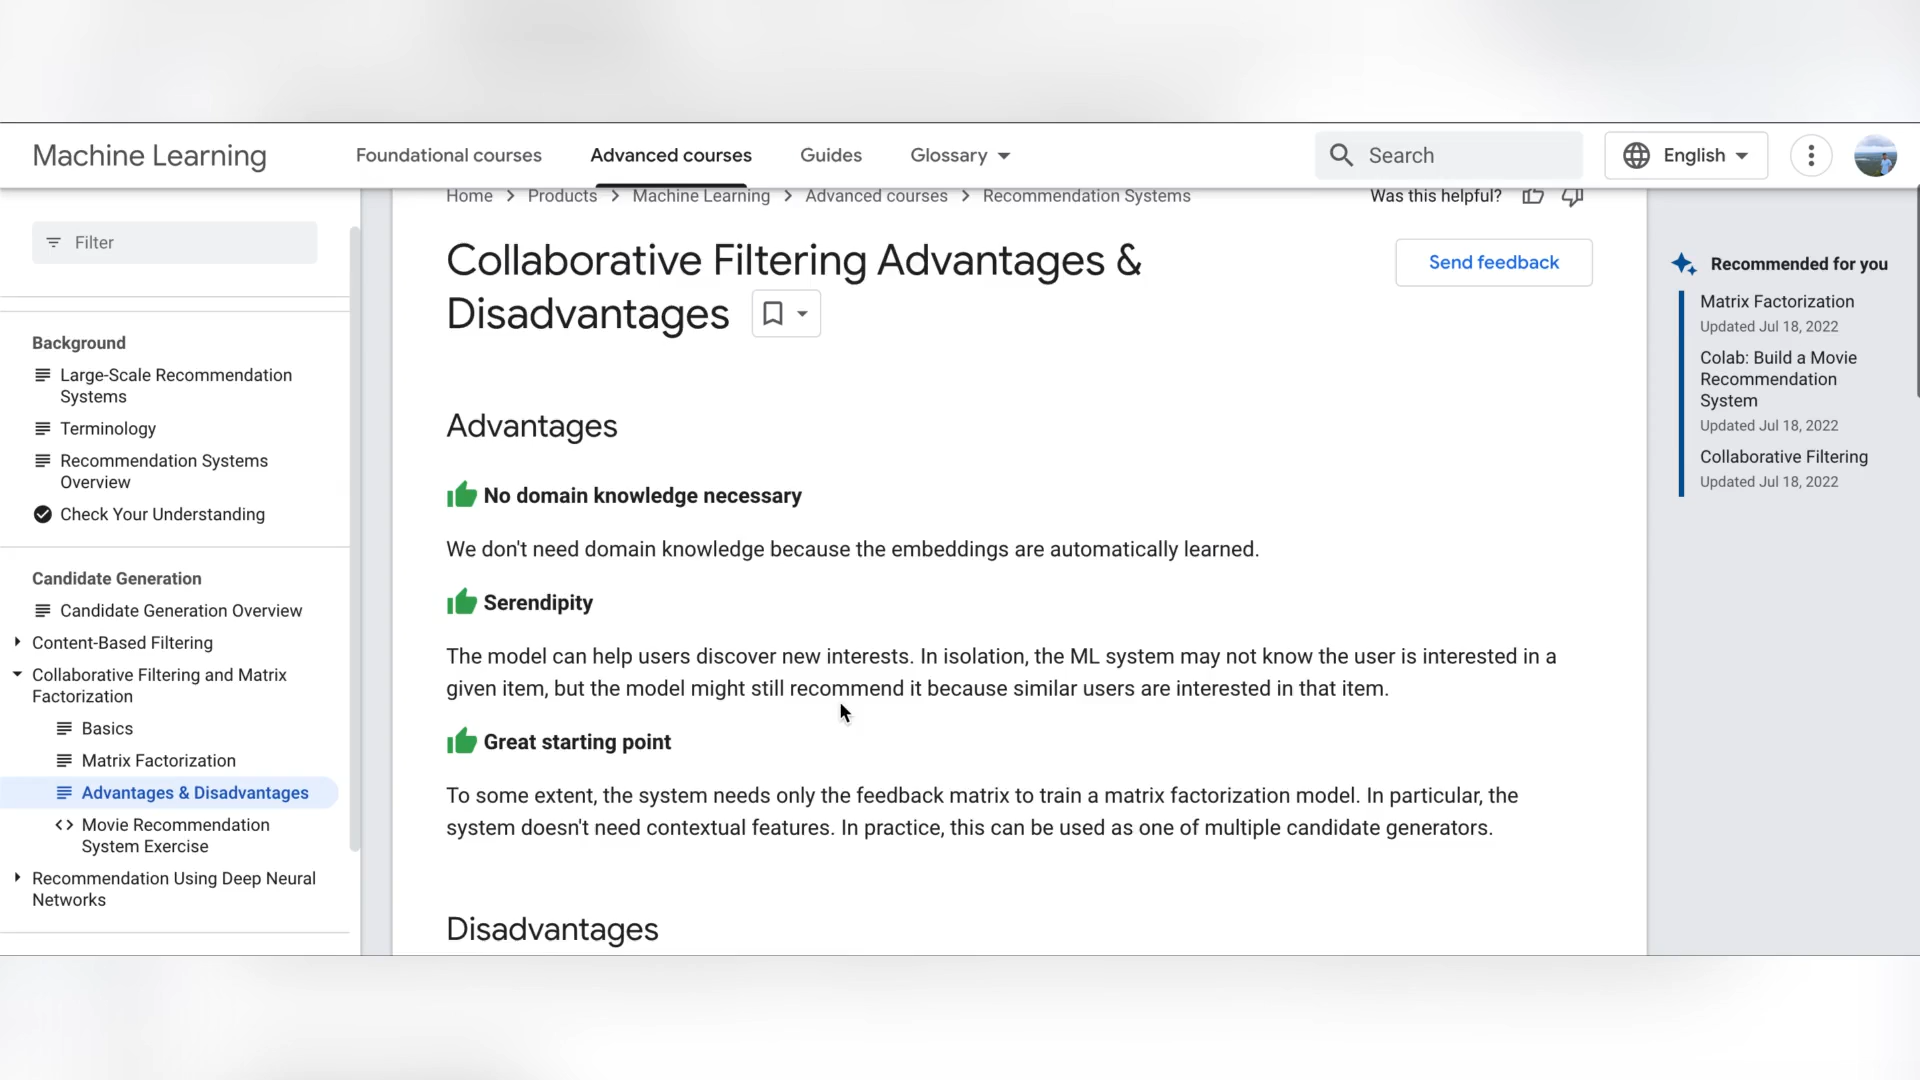 Machine Learning
Foundational courses
Advanced courses
Guides
Glossary
Search
English
Filter
Background
Large-Scale Recommendation
Systems
Terminology
Recommendation Systems
Overview
Check Your Understanding
Candidate Generation
Candidate Generation Overview
Content-Based Filtering
Collaborative Filtering and Matrix
Factorization
Basics
Matrix Factorization
Advantages & Disadvantages
Movie Recommendation
System Exercise
Recommendation Using Deep Neural
Networks
Home > Products > Machine Learning > Advanced courses > Recommendation Systems
Was this helpful?
Collaborative Filtering Advantages &
Disadvantages
Send feedback
Advantages
No domain knowledge necessary
We don't need domain knowledge because the embeddings are automatically learned.
Serendipity
The model can help users discover new interests. In isolation, the ML system may not know the user is interested in a
given item, but the model might still recommend it because similar users are interested in that item.
Great starting point
To some extent, the system needs only the feedback matrix to train a matrix factorization model. In particular, the
system doesn't need contextual features. In practice, this can be used as one of multiple candidate generators.
Disadvantages
Recommended for you
Matrix Factorization
Updated Jul 18, 2022
Colab: Build a Movie
Recommendation
System
Updated Jul 18, 2022
Collaborative Filtering
Updated Jul 18, 2022